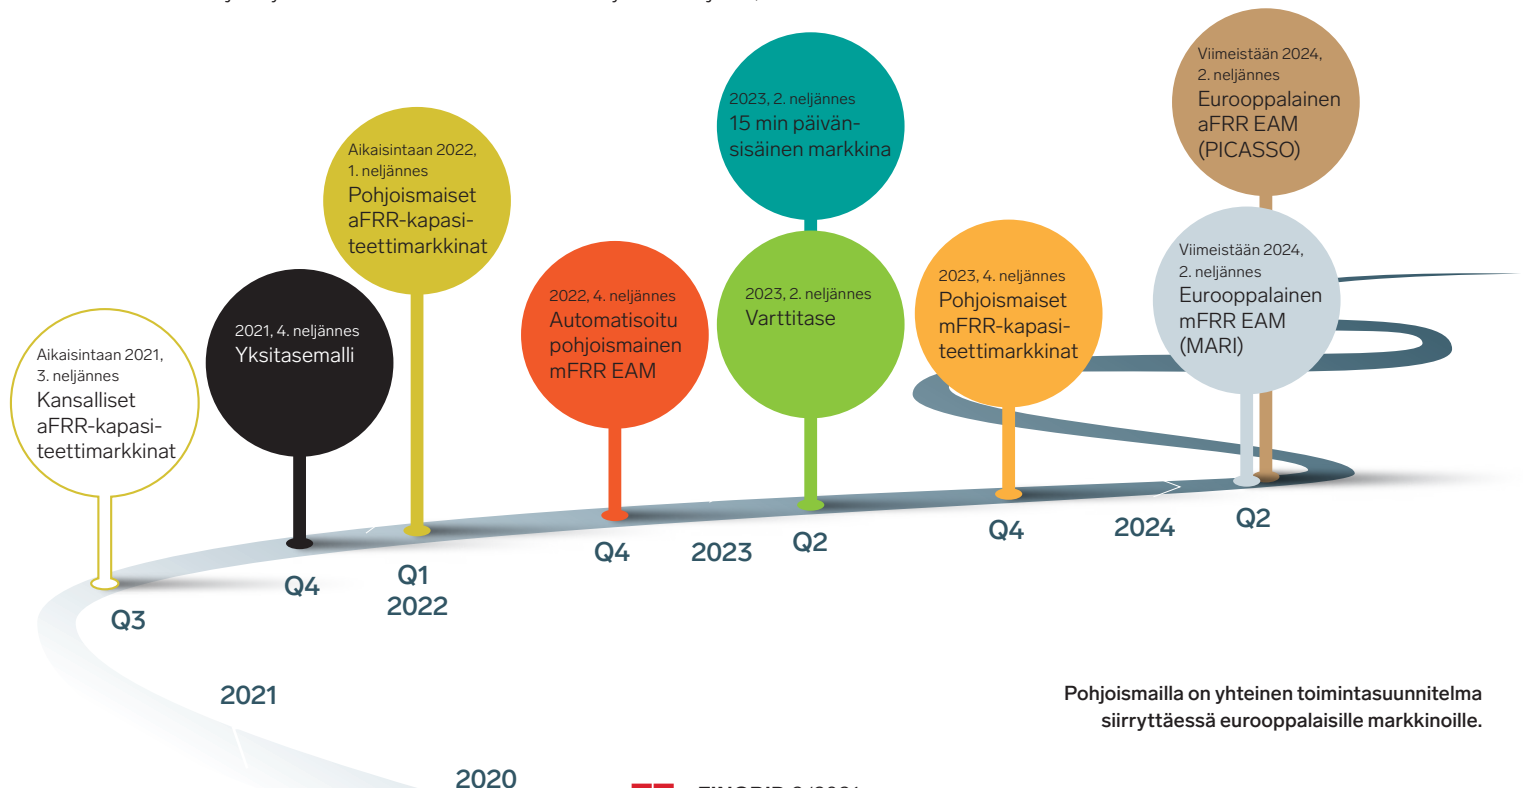 Aikaisintaan 2021,
3. neljännes
Kansalliset
aFRR-kapasi-
teettimarkkinat
2021, 4. neljännes
Yksitasemalli
Aikaisintaan 2022,
1. neljännes
Pohjoismaiset
aFRR-kapasi-
teettimarkkinat
2022, 4. neljännes
Automatisoitu
pohjoismainen
mFRR EAM
2023, 2. neljännes
15 min päivän-
sisäinen markkina
2023, 2. neljännes
Varttitase
2023, 4. neljännes
Pohjoismaiset
mFRR-kapasi-
teettimarkkinat
Viimeistään 2024,
2. neljännes
Eurooppalainen
aFRR EAM
(PICASSO)
Viimeistään 2024,
2. neljännes
Eurooppalainen
mFRR EAM
(MARI)
Q3
Q4
Q1
2022
Q4
2023
Q2
Q4
2024
Q2
2021
2020
Pohjoismailla on yhteinen toimintasuunnitelma
siirryttäessä eurooppalaisille markkinoille.